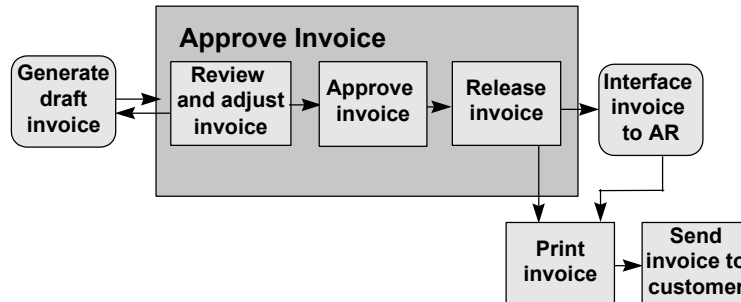 Approve Invoice
Generate
draft
invoice
Review
and adjust
invoice
Approve
invoice
Release
invoice
Interface
invoice
to AR
Print
invoice
Send
invoice to
customer